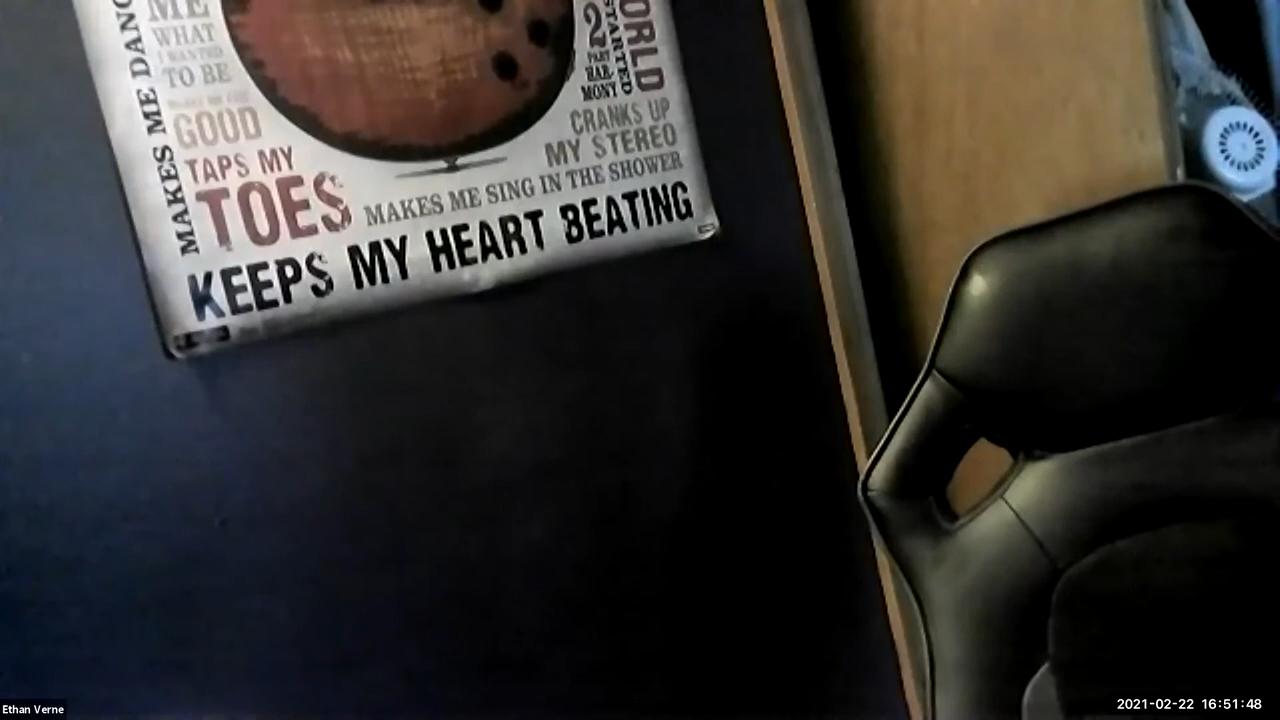 MAKES ME DANC
ME
WHAT
I WANTED
TO BE
GOOD
TAPS MY
TOES
2
PART
HAR-
MONY
STARTED
ORLD
CRANKS UP
MY STEREO
MAKES ME SING IN THE SHOWER
KEEPS MY HEART BEATING
Ethan Verne
2021-02-22 16:51:48